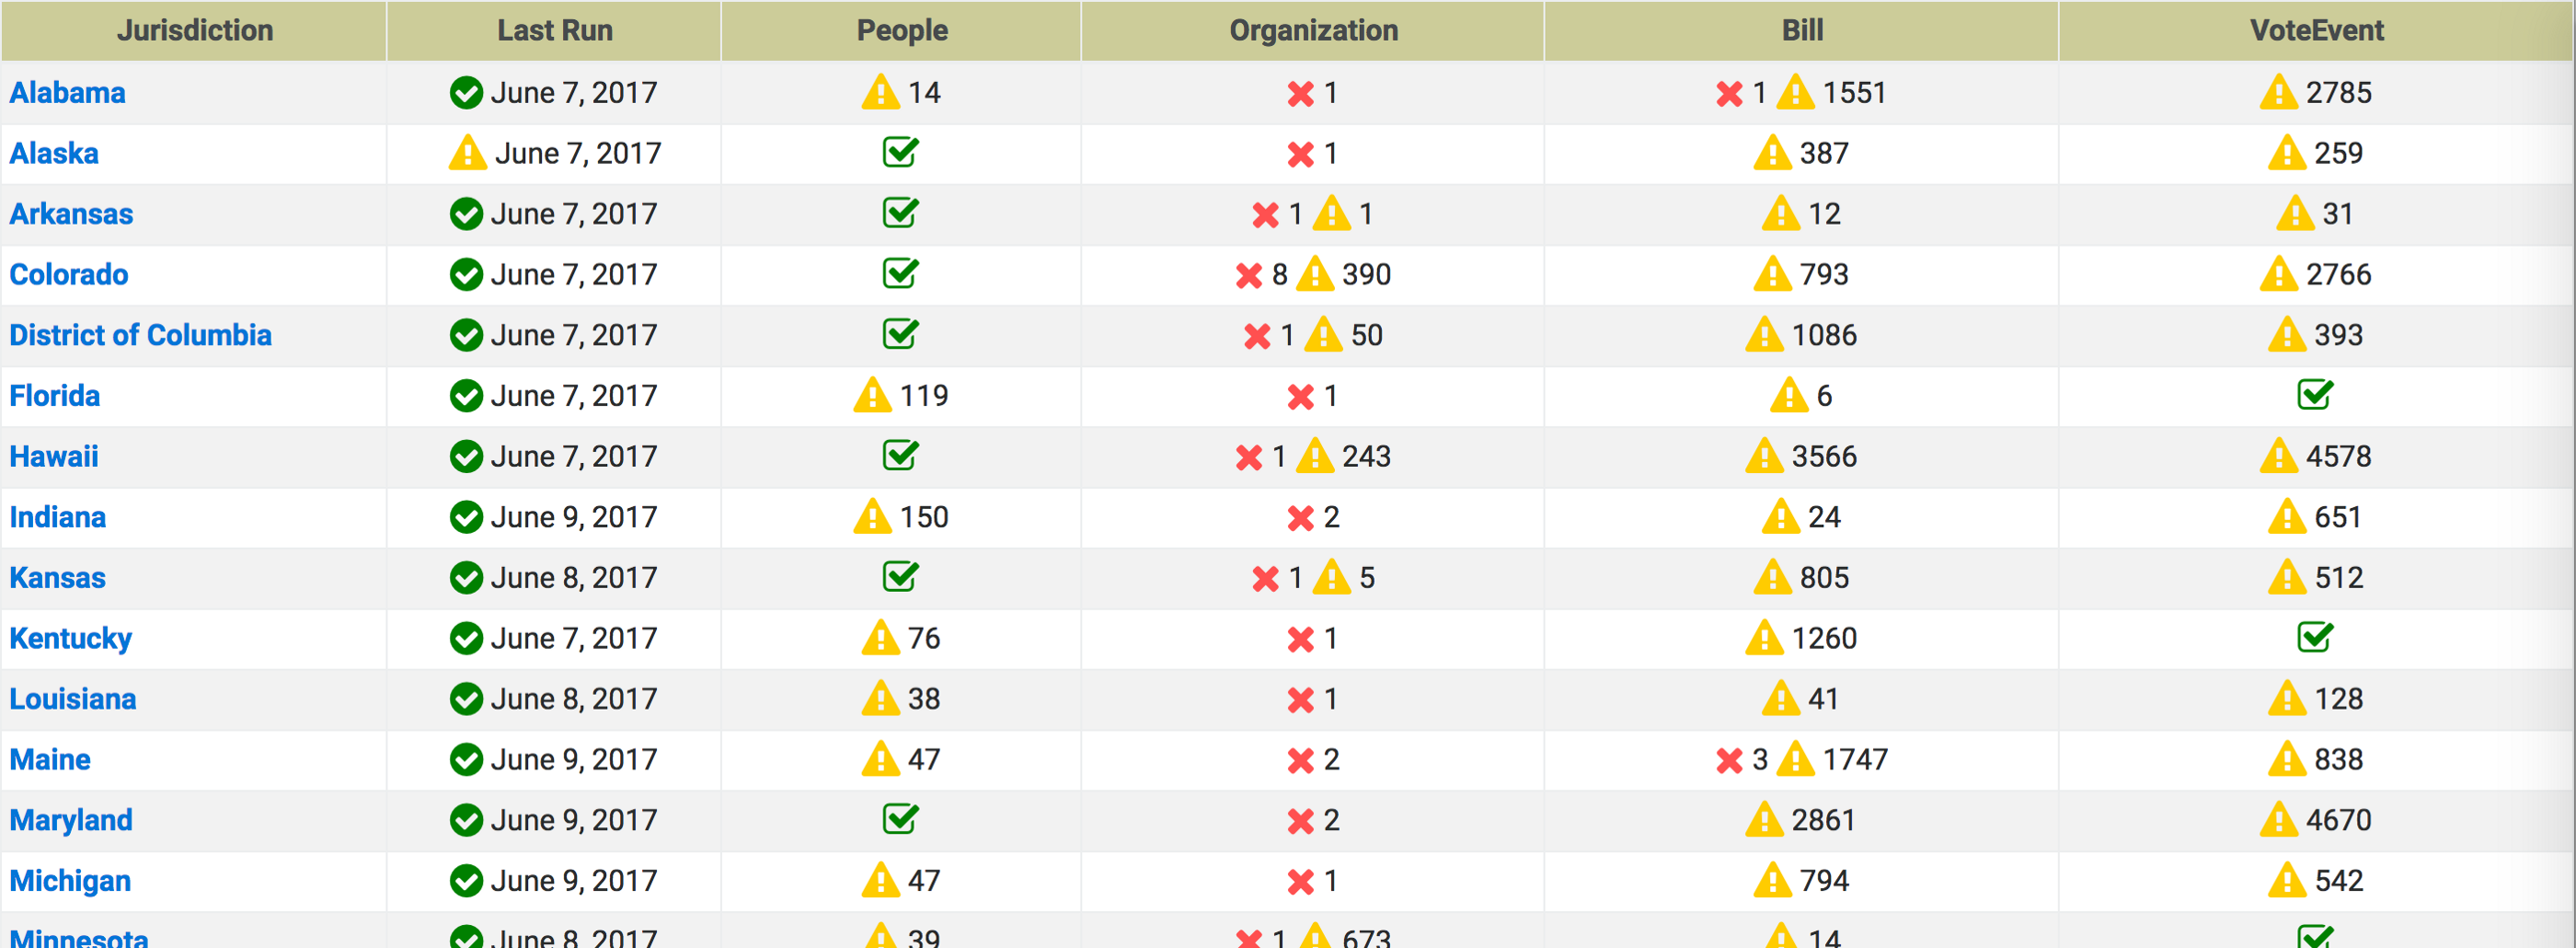 Jurisdiction Last Run People Organization Bill VoteEvent
Alabama June 7, 2017 14 1 1 1551 2785
Alaska June 7, 2017 1 387 259
Arkansas June 7, 2017 1 1 12 31
Colorado June 7, 2017 8 390 793 2766
District of Columbia June 7, 2017 1 50 1086 393
Florida June 7, 2017 119 1 6
Hawaii June 7, 2017 1 243 3566 4578
Indiana June 9, 2017 150 2 24 651
Kansas June 8, 2017 1 5 805 512
Kentucky June 7, 2017 76 1 1260
Louisiana June 8, 2017 38 1 41 128
Maine June 9, 2017 47 2 3 1747 838
Maryland June 9, 2017 2 2861 4670
Michigan June 9, 2017 47 1 794 542
Minnesota June 8, 2017 39 1 673 14